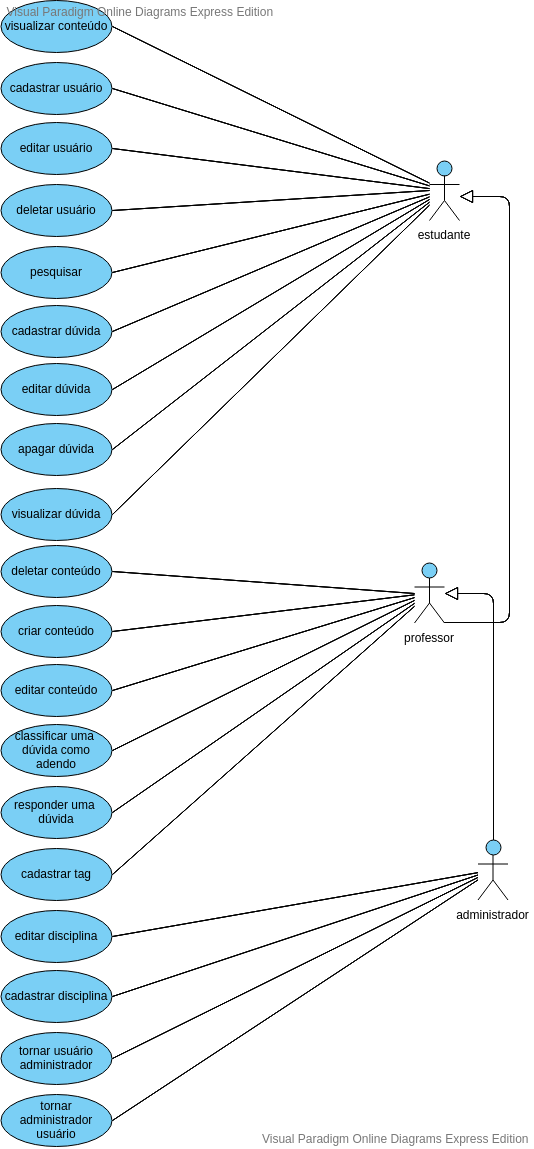 Visual Paradigm Online Diagrams Express Edition
visualizar conteúdo
cadastrar usuário
editar usuário
deletar usuário
estudante
pesquisar
cadastrar dúvida
editar dúvida
apagar dúvida
visualizar dúvida
deletar conteúdo
criar conteúdo
professor
editar conteúdo
classificar uma
dúvida como
adendo
responder uma
dúvida
cadastrar tag
administrador
editar disciplina
cadastrar disciplina
tornar usuário
administrador
tornar
administrador
usuário
Visual Paradigm Online Diagrams Express Edition